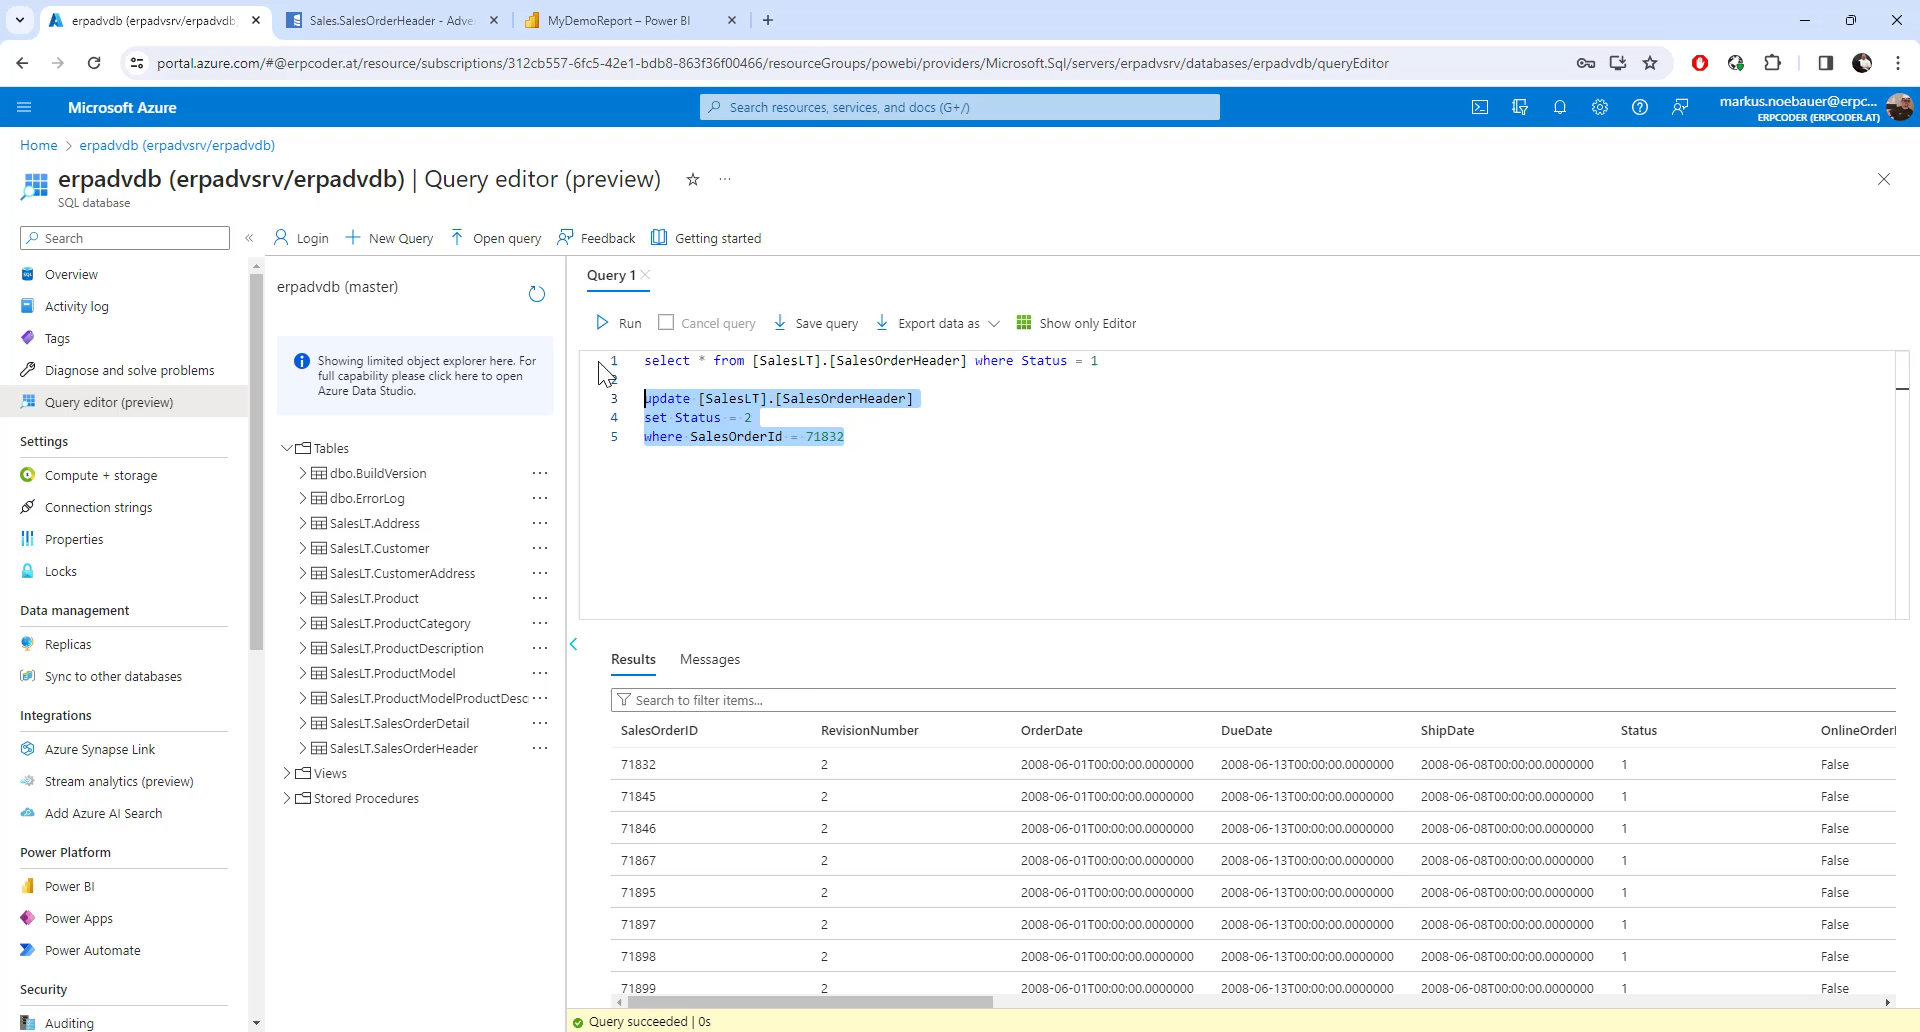 erpadvdb (erpadvsrv/erpadvdb)
Sales.SalesOrderHeader - Adve
MyDemoReport – Power BI
portal.azure.com/#@erpcoder.at/resource/subscriptions/312cb557-6fc5-42e1-bdb8-863f36f00466/resourceGroups/powebi/providers/Microsoft.Sql/servers/erpadvsrv/databases/erpadvdb/queryEditor
Microsoft Azure
Search resources, services, and docs (G+/)
markus.noebauer@erpc...
ERPCODER (ERPCODER.AT)
Home > erpadvdb (erpadvsrv/erpadvdb)
erpadvdb (erpadvsrv/erpadvdb) | Query editor (preview)
SQL database
Search
Login
New Query
Open query
Feedback
Getting started
Overview
Activity log
Tags
Diagnose and solve problems
Query editor (preview)
Settings
Compute + storage
Connection strings
Properties
Locks
Data management
Replicas
Sync to other databases
Integrations
Azure Synapse Link
Stream analytics (preview)
Add Azure AI Search
Power Platform
Power BI
Power Apps
Power Automate
Security
Auditing
erpadvdb (master)
Showing limited object explorer here. For
full capability please click here to open
Azure Data Studio.
Tables
dbo.BuildVersion ...
dbo.ErrorLog ...
SalesLT.Address ...
SalesLT.Customer ...
SalesLT.CustomerAddress ...
SalesLT.Product ...
SalesLT.ProductCategory ...
SalesLT.ProductDescription ...
SalesLT.ProductModel ...
SalesLT.ProductModelProductDesc ...
SalesLT.SalesOrderDetail ...
SalesLT.SalesOrderHeader ...
Views
Stored Procedures
Query 1
Run
Cancel query
Save query
Export data as
Show only Editor
1 select * from [SalesLT].[SalesOrderHeader] where Status = 1
2
3 update [SalesLT].[SalesOrderHeader]
4 set Status = 2
5 where SalesOrderId = 71832
Results
Messages
Search to filter items...
SalesOrderID RevisionNumber OrderDate DueDate ShipDate Status OnlineOrder
71832 2 2008-06-01T00:00:00.0000000 2008-06-13T00:00:00.0000000 2008-06-08T00:00:00.0000000 1 False
71845 2 2008-06-01T00:00:00.0000000 2008-06-13T00:00:00.0000000 2008-06-08T00:00:00.0000000 1 False
71846 2 2008-06-01T00:00:00.0000000 2008-06-13T00:00:00.0000000 2008-06-08T00:00:00.0000000 1 False
71867 2 2008-06-01T00:00:00.0000000 2008-06-13T00:00:00.0000000 2008-06-08T00:00:00.0000000 1 False
71895 2 2008-06-01T00:00:00.0000000 2008-06-13T00:00:00.0000000 2008-06-08T00:00:00.0000000 1 False
71897 2 2008-06-01T00:00:00.0000000 2008-06-13T00:00:00.0000000 2008-06-08T00:00:00.0000000 1 False
71898 2 2008-06-01T00:00:00.0000000 2008-06-13T00:00:00.0000000 2008-06-08T00:00:00.0000000 1 False
71899 2 2008-06-01T00:00:00.0000000 2008-06-13T00:00:00.0000000 2008-06-08T00:00:00.0000000 1 False
Query succeeded | 0s